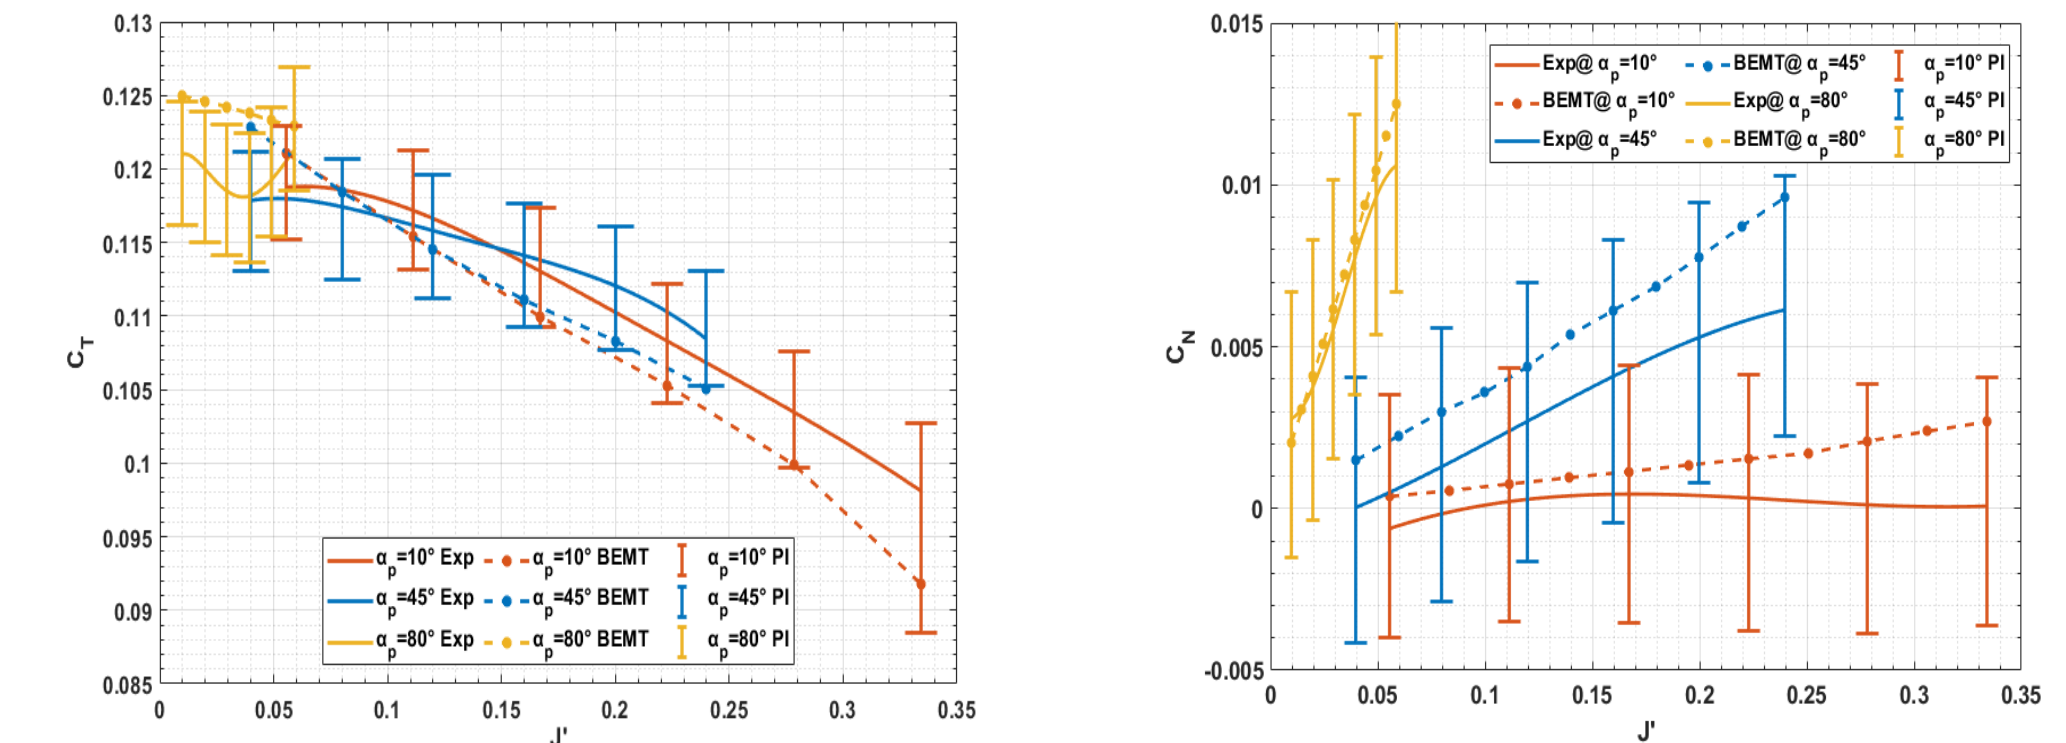 0.13
0.125
0.12
0.115
0.11
0.105
0.1
0.095
0.09
0.085
C_T
0 0.05 0.1 0.15 0.2 0.25 0.3 0.35
J'
α_p=10° Exp α_p=10° BEMT α_p=10° PI
α_p=45° Exp α_p=45° BEMT α_p=45° PI
α_p=80° Exp α_p=80° BEMT α_p=80° PI
0.015
0.01
0.005
0
-0.005
C_N
0 0.05 0.1 0.15 0.2 0.25 0.3 0.35
J'
Exp@ α_p=10° BEMT@ α_p=45° α_p=10° PI
BEMT@ α_p=10° Exp@ α_p=80° α_p=45° PI
Exp@ α_p=45° BEMT@ α_p=80° α_p=80° PI